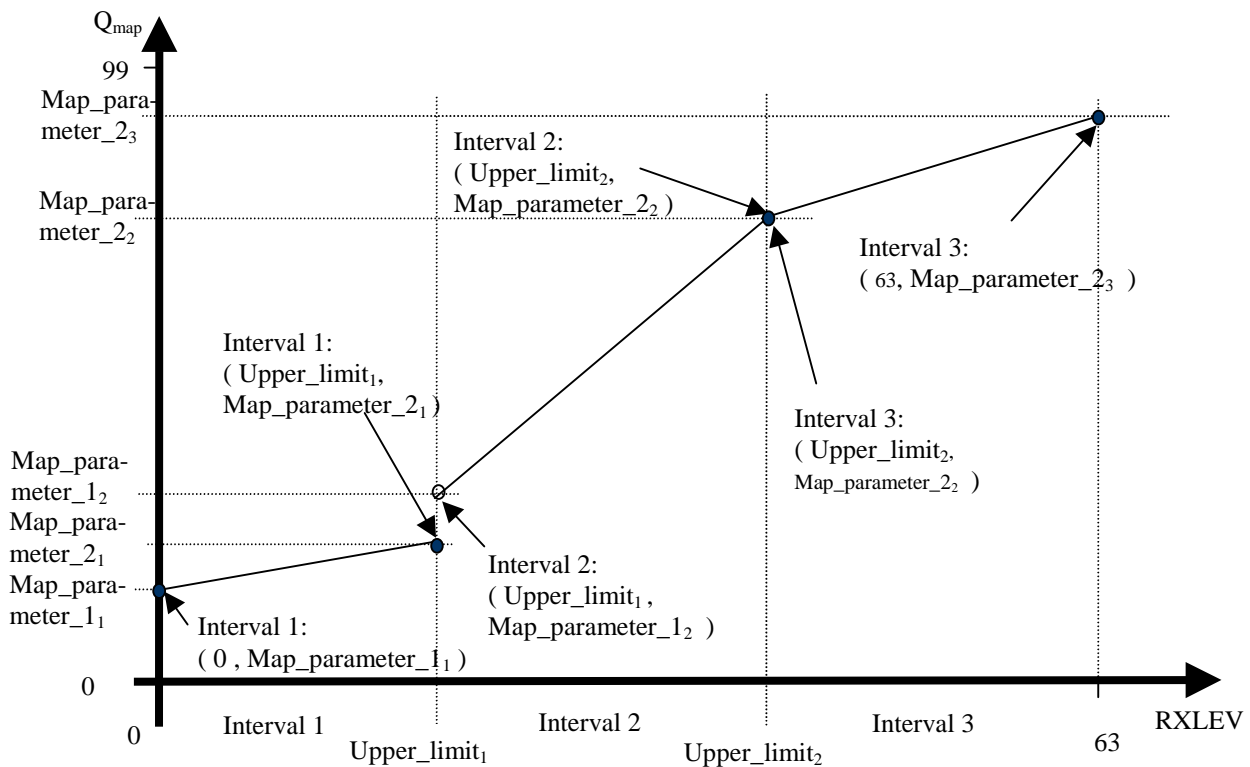 Qmap
99
Map_para-
meter_2₃
Map_para-
meter_2₂
Interval 2:
( Upper_limit₂,
Map_parameter_2₂ )
Interval 3:
( 63, Map_parameter_2₃ )
Interval 1:
( Upper_limit₁,
Map_parameter_2₁ )
Interval 3:
( Upper_limit₂,
Map_parameter_2₂ )
Map_para-
meter_1₂
Map_para-
meter_2₁
Map_para-
meter_1₁
Interval 2:
( Upper_limit₁ ,
Map_parameter_1₂ )
Interval 1:
( 0 , Map_parameter_1₁ )
0
0
Interval 1
Interval 2
Interval 3
RXLEV
Upper_limit₁
Upper_limit₂
63